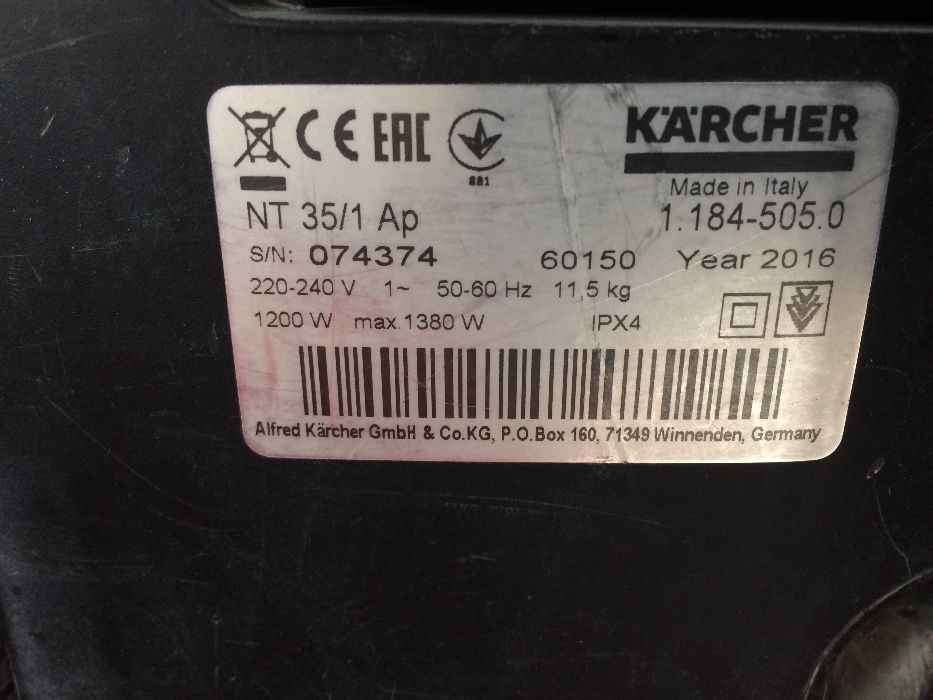 CE EAC
881
KÄRCHER
Made in Italy
NT 35/1 Ap 1.184-505.0
S/N: 074374 60150 Year 2016
220-240 V 1~ 50-60 Hz 11,5 kg
1200 W max.1380 W IPX4
Alfred Kärcher GmbH & Co.KG, P.O.Box 160, 71349 Winnenden, Germany